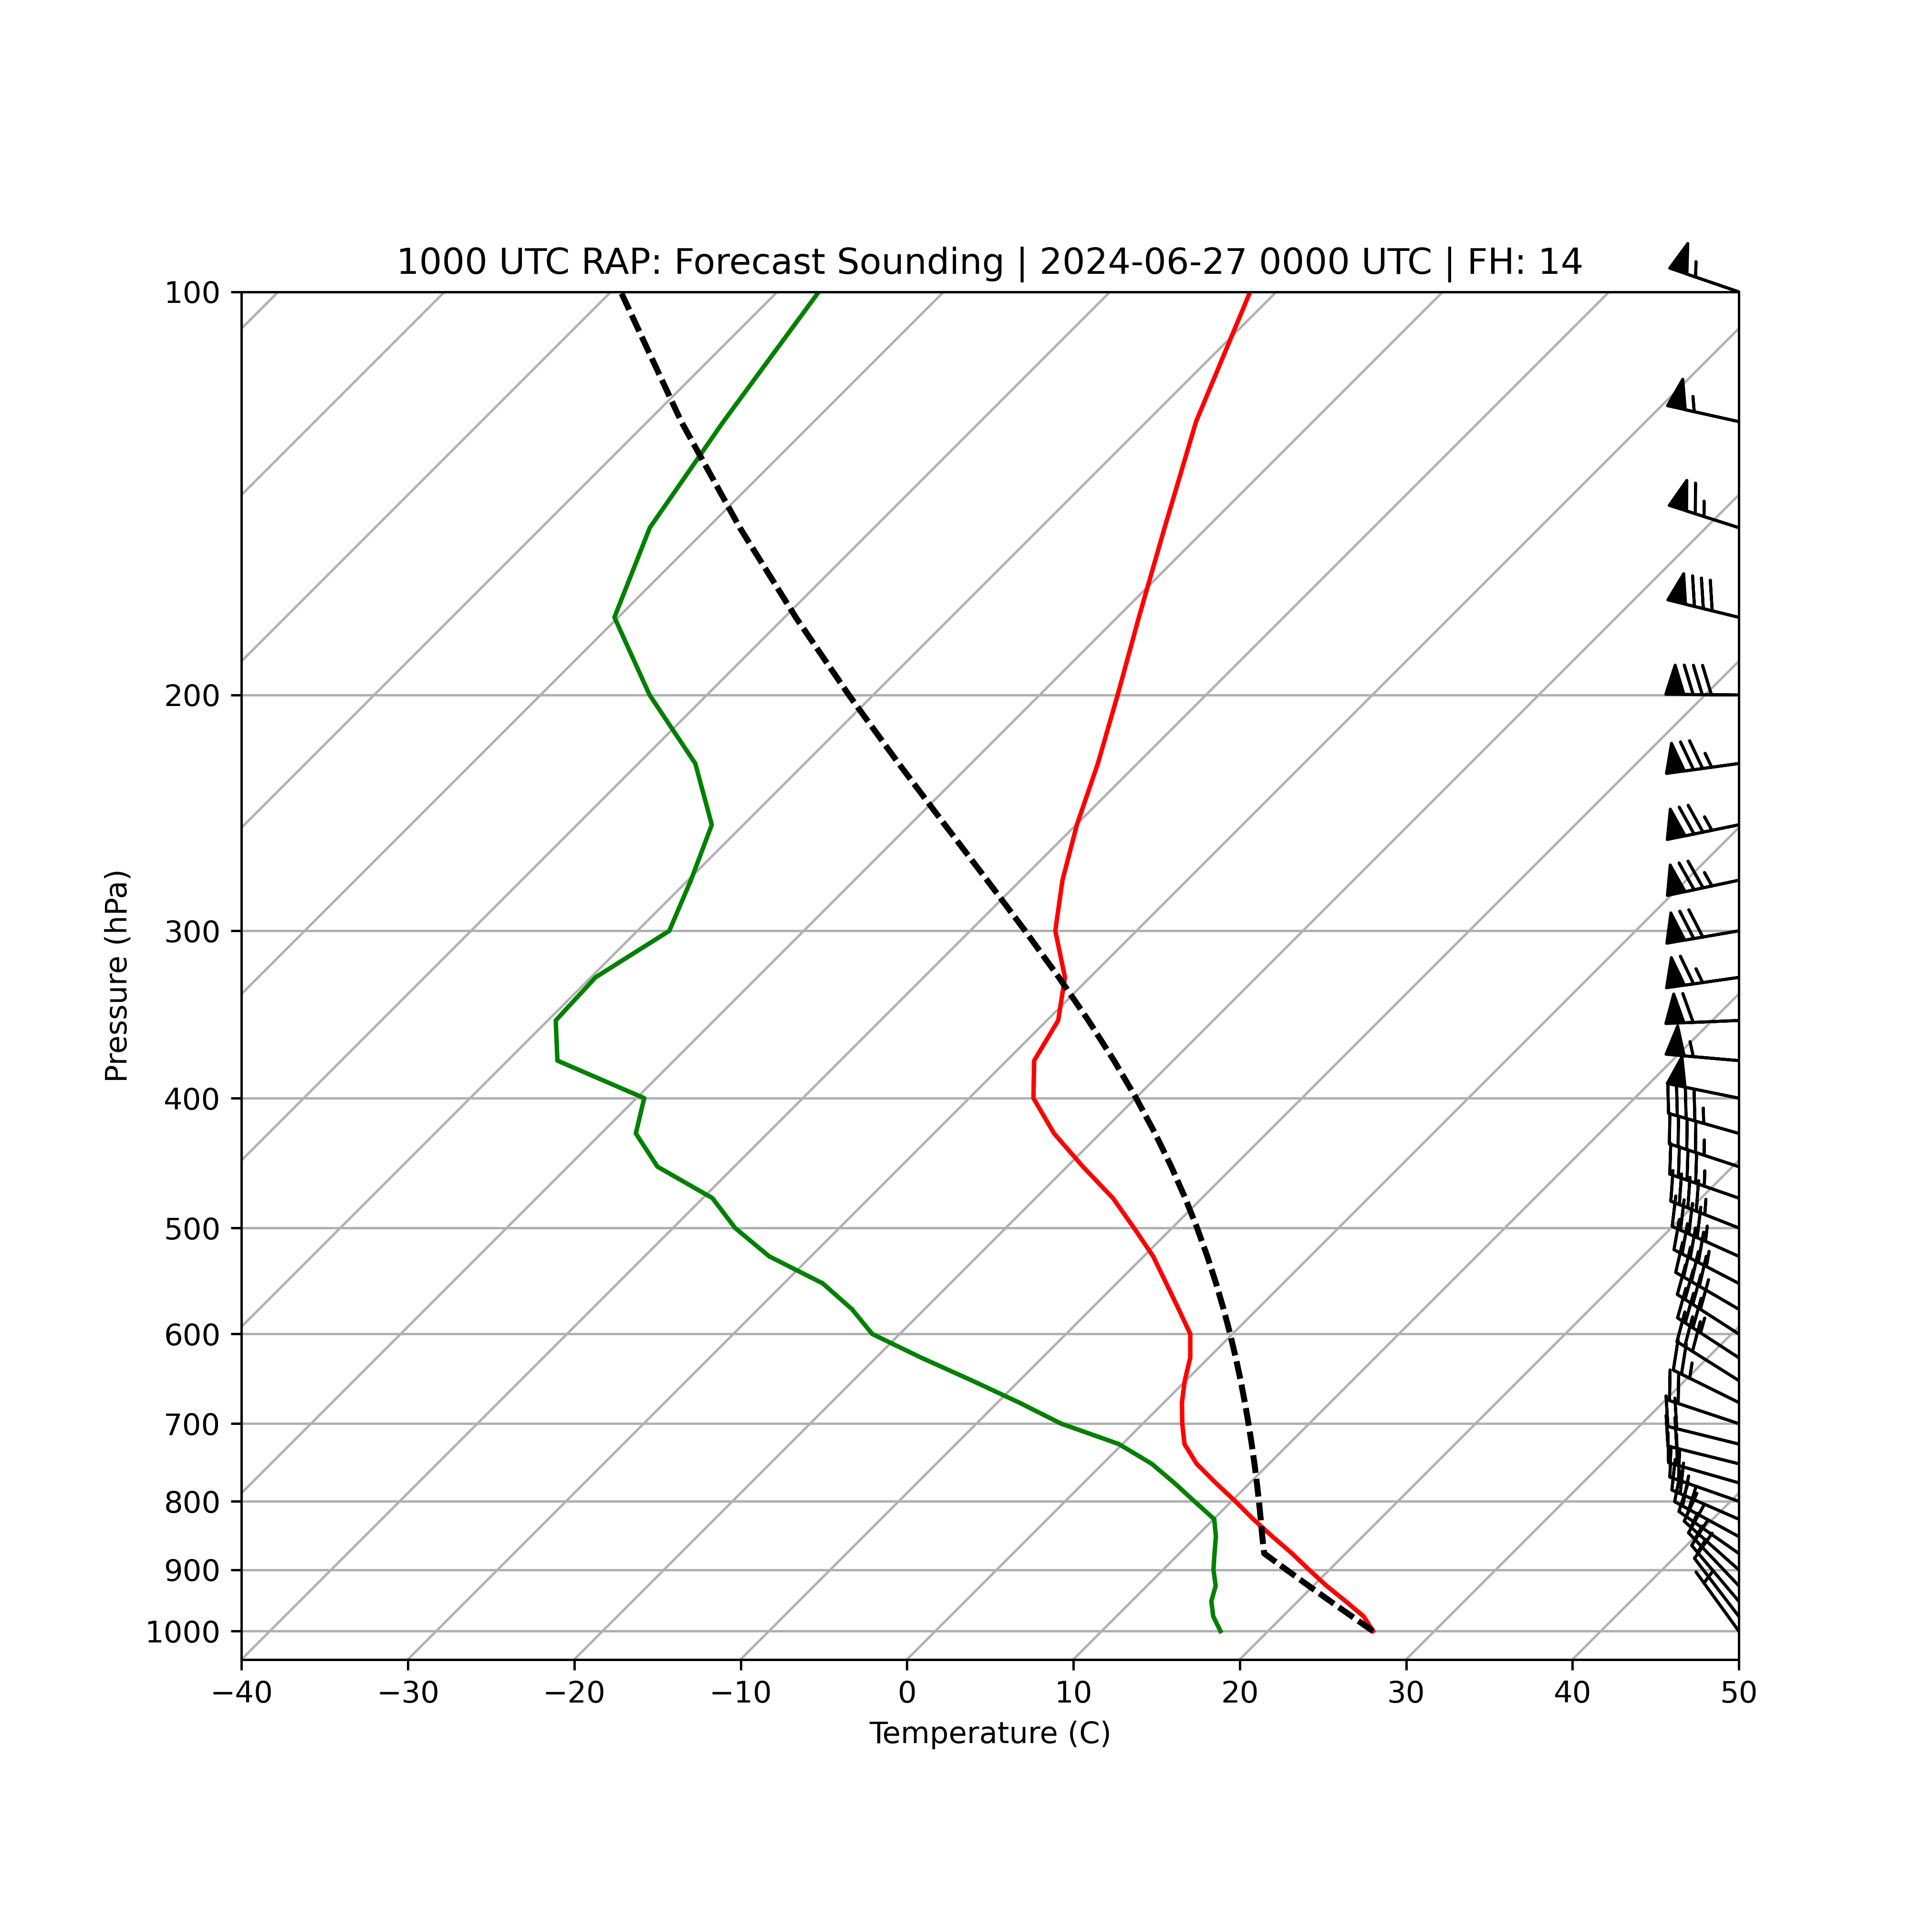 1000 UTC RAP: Forecast Sounding | 2024-06-27 0000 UTC | FH: 14
100
200
300
400
500
600
700
800
900
1000
Pressure (hPa)
−40 −30 −20 −10 0 10 20 30 40 50
Temperature (C)